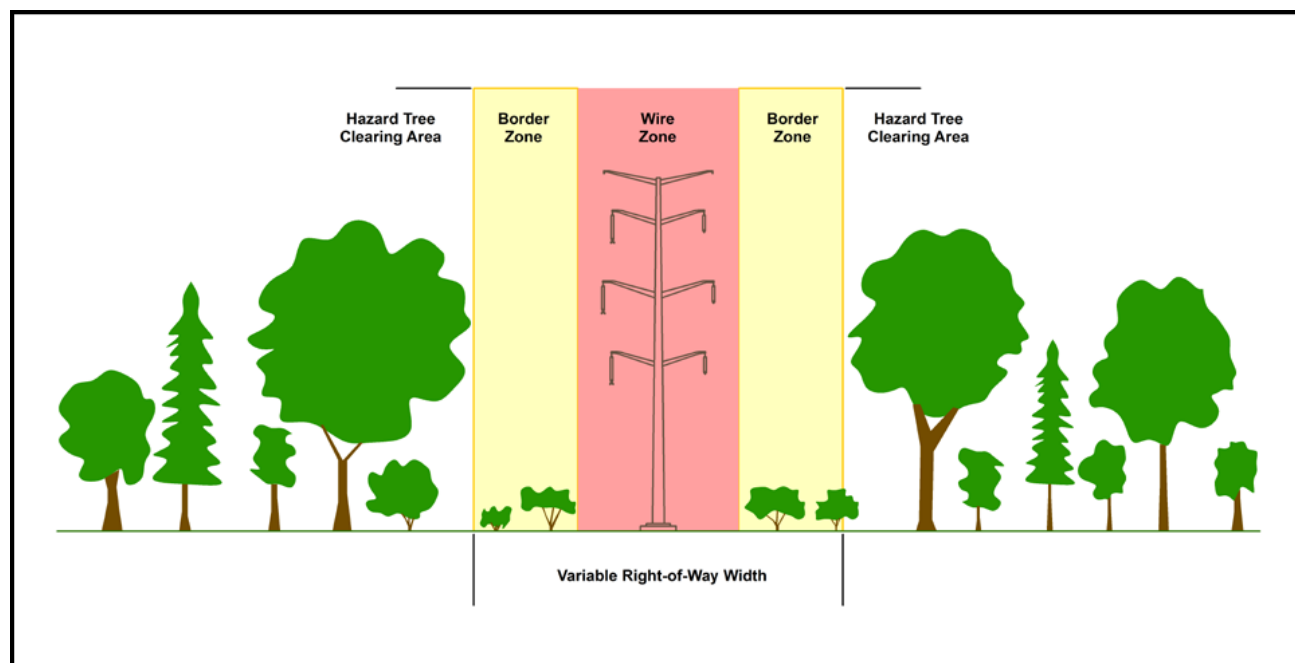 Hazard Tree
Clearing Area
Border
Zone
Wire
Zone
Border
Zone
Hazard Tree
Clearing Area
Variable Right-of-Way Width